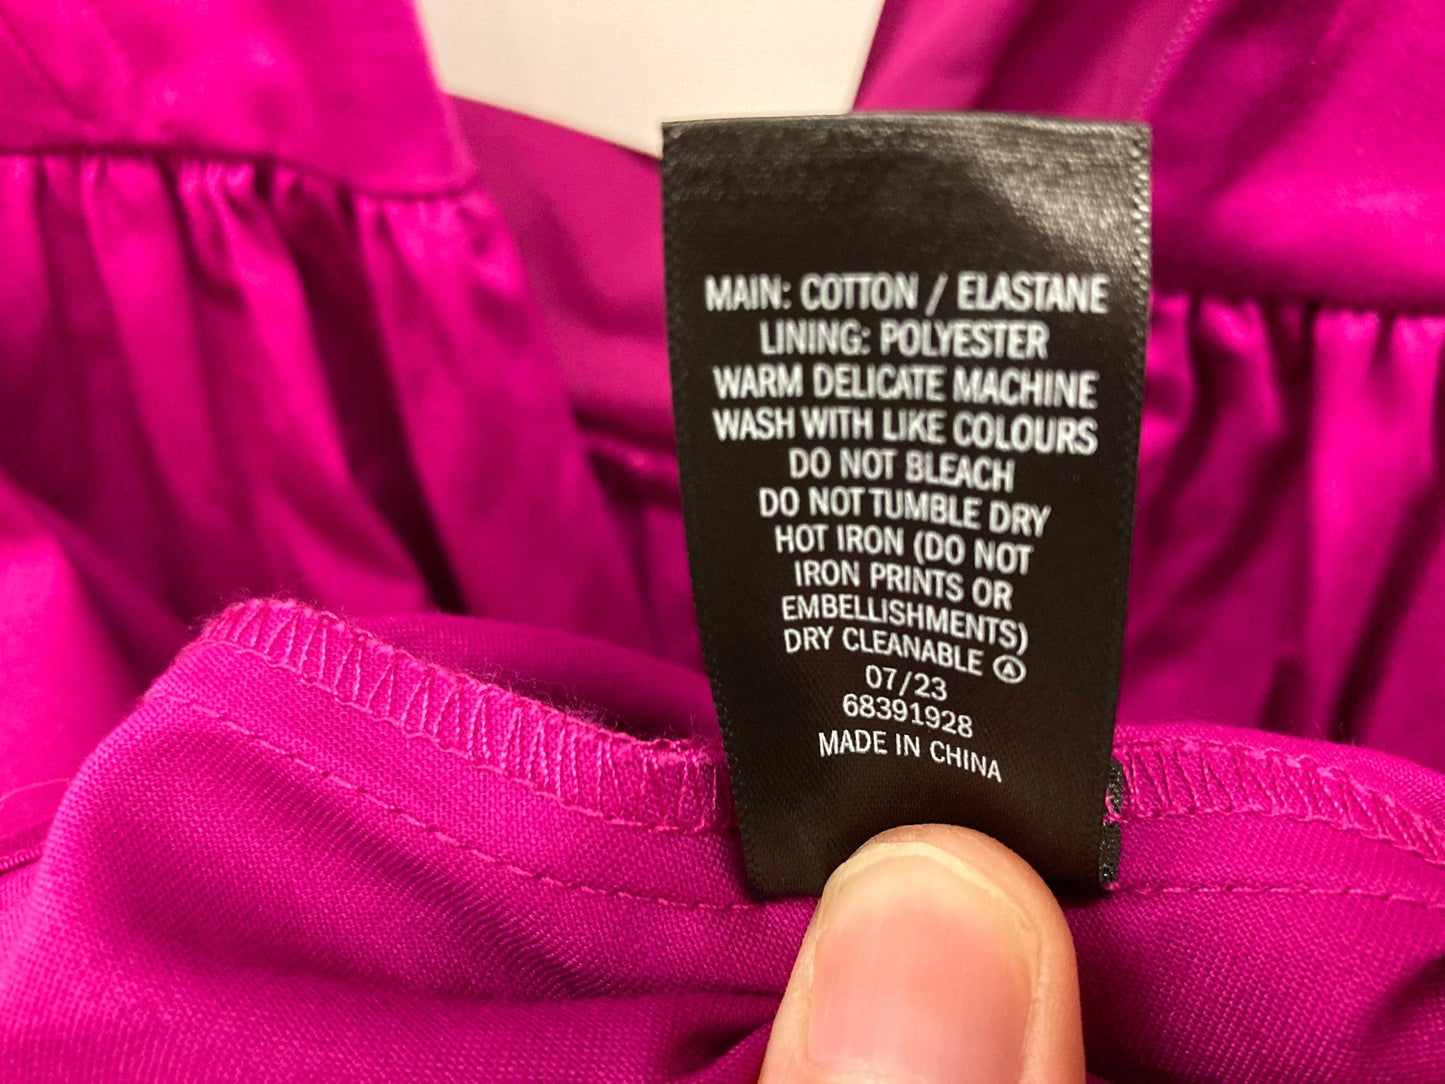 MAIN: COTTON / ELASTANE
LINING: POLYESTER
WARM DELICATE MACHINE
WASH WITH LIKE COLOURS
DO NOT BLEACH
DO NOT TUMBLE DRY
HOT IRON (DO NOT
IRON PRINTS OR
EMBELLISHMENTS)
DRY CLEANABLE Ⓐ
07/23
68391928
MADE IN CHINA